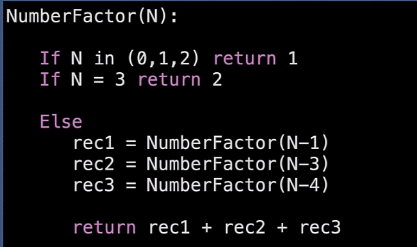 NumberFactor(N):
If N in (0,1,2) return 1
If N = 3 return 2
Else
rec1 = NumberFactor(N-1)
rec2 = NumberFactor(N-3)
rec3 = NumberFactor(N-4)
return rec1 + rec2 + rec3